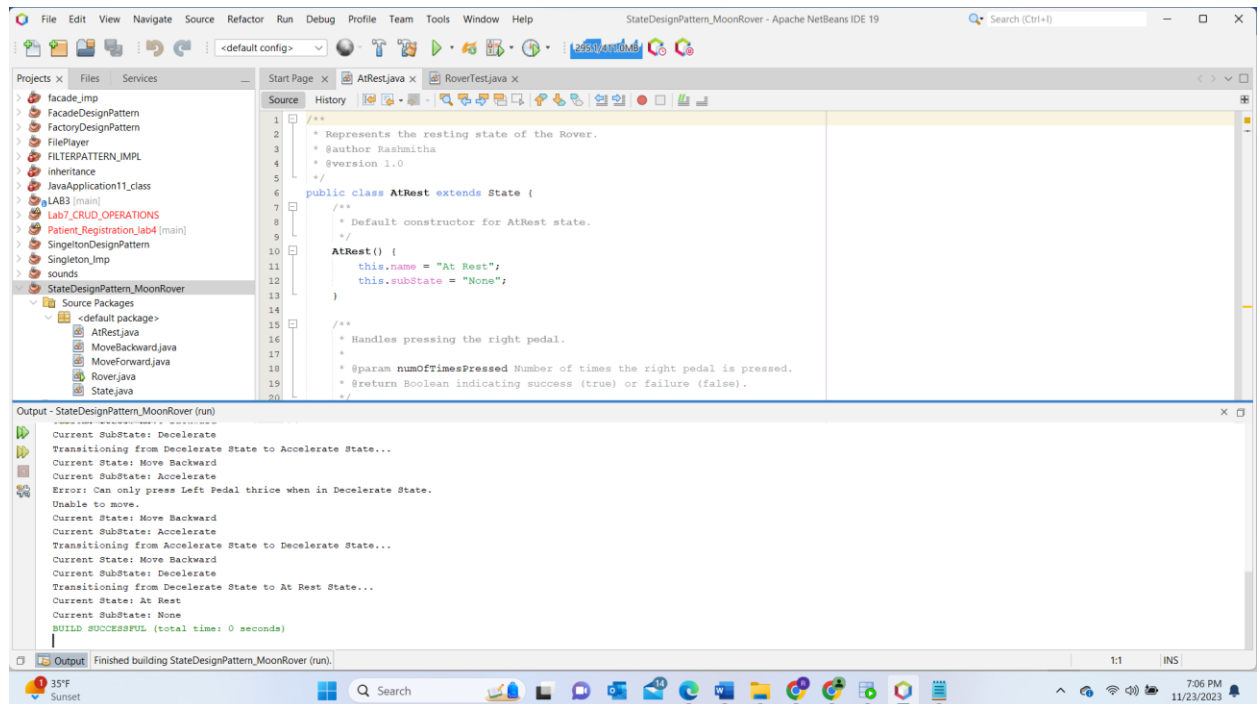 File Edit View Navigate Source Refactor Run Debug Profile Team Tools Window Help
StateDesignPattern_MoonRover - Apache NetBeans IDE 19
Search (Ctrl+I)
<default config>
Projects Files Services
facade_imp
FacadeDesignPattern
FactoryDesignPattern
FilePlayer
FILTERPATTERN_IMPL
inheritance
JavaApplication11_class
LAB3 [main]
Lab7_CRUD_OPERATIONS
Patient_Registration_lab4 [main]
SingeltonDesignPattern
Singleton_Imp
sounds
StateDesignPattern_MoonRover
Source Packages
<default package>
AtRest.java
MoveBackward.java
MoveForward.java
Rover.java
State.java
Start Page AtRest.java RoverTest.java
Source History
1 /**
2 * Represents the resting state of the Rover.
3 * @author Rashmitha
4 * @version 1.0
5 */
6 public class AtRest extends State {
7 /**
8 * Default constructor for AtRest state.
9 */
10 AtRest() {
11 this.name = "At Rest";
12 this.subState = "None";
13 }
14
15 /**
16 * Handles pressing the right pedal.
17 *
18 * @param numOfTimesPressed Number of times the right pedal is pressed.
19 * @return Boolean indicating success (true) or failure (false).
20 */
Output - StateDesignPattern_MoonRover (run)
Current SubState: Decelerate
Transitioning from Decelerate State to Accelerate State...
Current State: Move Backward
Current SubState: Accelerate
Error: Can only press Left Pedal thrice when in Decelerate State.
Unable to move.
Current State: Move Backward
Current SubState: Accelerate
Transitioning from Accelerate State to Decelerate State...
Current State: Move Backward
Current SubState: Decelerate
Transitioning from Decelerate State to At Rest State...
Current State: At Rest
Current SubState: None
BUILD SUCCESSFUL (total time: 0 seconds)
Output Finished building StateDesignPattern_MoonRover (run).
1:1 INS
35°F
Sunset
Search
14
7:06 PM
11/23/2023